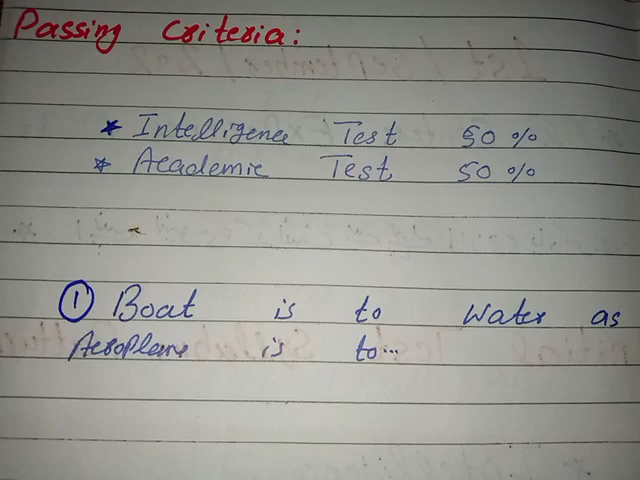 Passing Criteria:
* Intelligence Test 50 %
* Academic Test 50 %
① Boat is to Water as
Aeroplane is to...